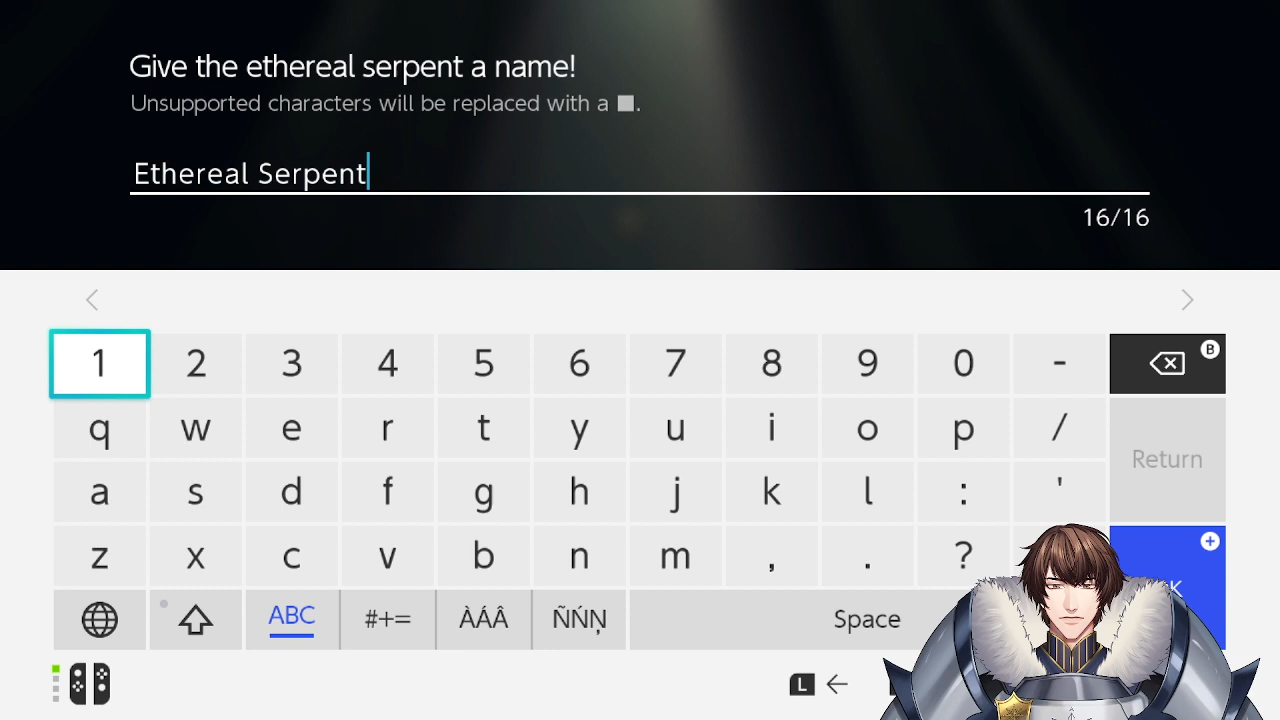 Give the ethereal serpent a name!
Unsupported characters will be replaced with a ■.
Ethereal Serpent
16/16
1 2 3 4 5 6 7 8 9 0 - B
q w e r t y u i o p /
Return
a s d f g h j k l : '
z x c v b n m , . ? +
K
ABC #+= ÀÁÂ ÑŃŅ Space
L